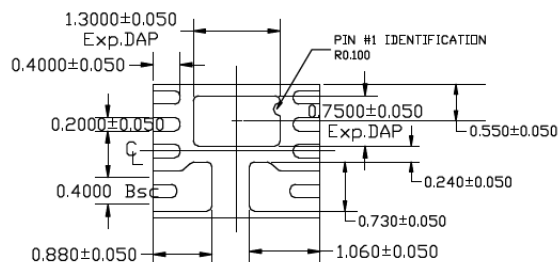 1.3000±0.050
Exp.DAP
0.4000±0.050
PIN #1 IDENTIFICATION
R0.100
0.7500±0.050
Exp.DAP
0.2000±0.050
0.550±0.050
CL
0.240±0.050
0.4000 Bsc
0.730±0.050
0.880±0.050
1.060±0.050